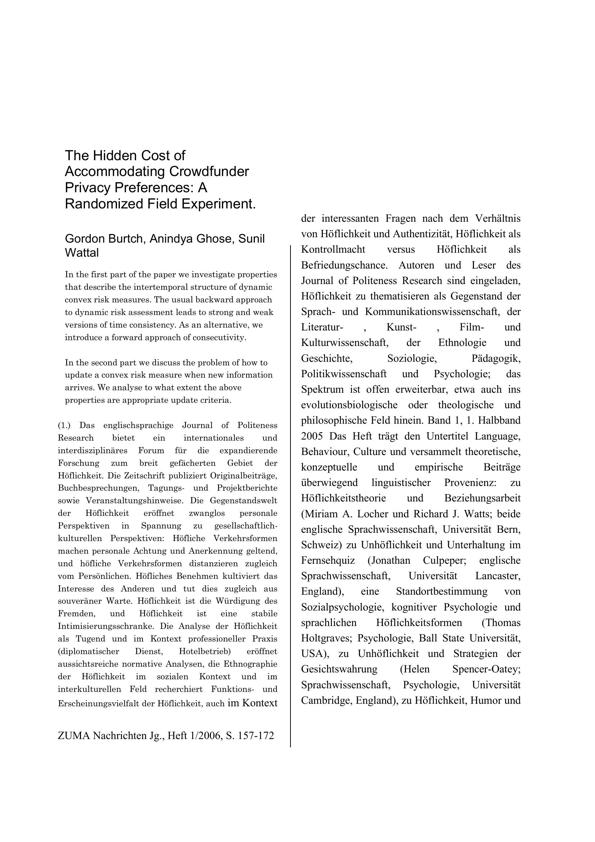 The Hidden Cost of
Accommodating Crowdfunder
Privacy Preferences: A
Randomized Field Experiment.
Gordon Burtch, Anindya Ghose, Sunil
Wattal
In the first part of the paper we investigate properties
that describe the intertemporal structure of dynamic
convex risk measures. The usual backward approach
to dynamic risk assessment leads to strong and weak
versions of time consistency. As an alternative, we
introduce a forward approach of consecutivity.
In the second part we discuss the problem of how to
update a convex risk measure when new information
arrives. We analyse to what extent the above
properties are appropriate update criteria.
(1.) Das englischsprachige Journal of Politeness
Research bietet ein internationales und
interdisziplinäres Forum für die expandierende
Forschung zum breit gefächerten Gebiet der
Höflichkeit. Die Zeitschrift publiziert Originalbeiträge,
Buchbesprechungen, Tagungs- und Projektberichte
sowie Veranstaltungshinweise. Die Gegenstandswelt
der Höflichkeit eröffnet zwanglos personale
Perspektiven in Spannung zu gesellschaftlich-
kulturellen Perspektiven: Höfliche Verkehrsformen
machen personale Achtung und Anerkennung geltend,
und höfliche Verkehrsformen distanzieren zugleich
vom Persönlichen. Höfliches Benehmen kultiviert das
Interesse des Anderen und tut dies zugleich aus
souveräner Warte. Höflichkeit ist die Würdigung des
Fremden, und Höflichkeit ist eine stabile
Intimisierungsschranke. Die Analyse der Höflichkeit
als Tugend und im Kontext professioneller Praxis
(diplomatischer Dienst, Hotelbetrieb) eröffnet
aussichtsreiche normative Analysen, die Ethnographie
der Höflichkeit im sozialen Kontext und im
interkulturellen Feld recherchiert Funktions- und
Erscheinungsvielfalt der Höflichkeit, auch im Kontext
ZUMA Nachrichten Jg., Heft 1/2006, S. 157-172
der interessanten Fragen nach dem Verhältnis
von Höflichkeit und Authentizität, Höflichkeit als
Kontrollmacht versus Höflichkeit als
Befriedungschance. Autoren und Leser des
Journal of Politeness Research sind eingeladen,
Höflichkeit zu thematisieren als Gegenstand der
Sprach- und Kommunikationswissenschaft, der
Literatur- , Kunst- , Film- und
Kulturwissenschaft, der Ethnologie und
Geschichte, Soziologie, Pädagogik,
Politikwissenschaft und Psychologie; das
Spektrum ist offen erweiterbar, etwa auch ins
evolutionsbiologische oder theologische und
philosophische Feld hinein. Band 1, 1. Halbband
2005 Das Heft trägt den Untertitel Language,
Behaviour, Culture und versammelt theoretische,
konzeptuelle und empirische Beiträge
überwiegend linguistischer Provenienz: zu
Höflichkeitstheorie und Beziehungsarbeit
(Miriam A. Locher und Richard J. Watts; beide
englische Sprachwissenschaft, Universität Bern,
Schweiz) zu Unhöflichkeit und Unterhaltung im
Fernsehquiz (Jonathan Culpeper; englische
Sprachwissenschaft, Universität Lancaster,
England), eine Standortbestimmung von
Sozialpsychologie, kognitiver Psychologie und
sprachlichen Höflichkeitsformen (Thomas
Holtgraves; Psychologie, Ball State Universität,
USA), zu Unhöflichkeit und Strategien der
Gesichtswahrung (Helen Spencer-Oatey;
Sprachwissenschaft, Psychologie, Universität
Cambridge, England), zu Höflichkeit, Humor und